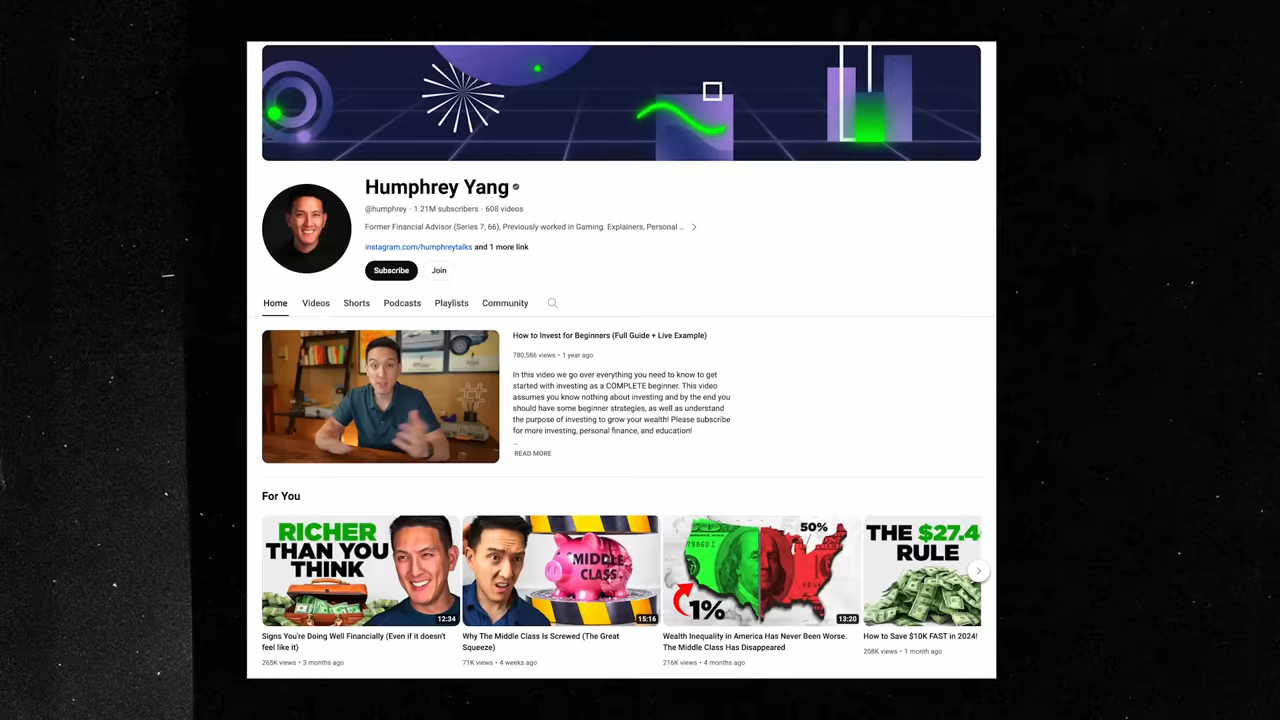 Humphrey Yang
@humphrey · 1.21M subscribers · 608 videos
Former Financial Advisor (Series 7, 66), Previously worked in Gaming. Explainers, Personal ...
instagram.com/humphreytalks and 1 more link
Subscribe Join
Home Videos Shorts Podcasts Playlists Community
How to Invest for Beginners (Full Guide + Live Example)
780,586 views • 1 year ago
In this video we go over everything you need to know to get
started with investing as a COMPLETE beginner. This video
assumes you know nothing about investing and by the end you
should have some beginner strategies, as well as understand
the purpose of investing to grow your wealth! Please subscribe
for more investing, personal finance, and education!
...
READ MORE
For You
RICHER
THAN YOU
THINK
12:34
MIDDLE
CLASS
15:16
50%
1%
13:20
THE $27.4
RULE
Signs You're Doing Well Financially (Even if it doesn't
feel like it)
265K views • 3 months ago
Why The Middle Class Is Screwed (The Great
Squeeze)
71K views • 4 weeks ago
Wealth Inequality in America Has Never Been Worse.
The Middle Class Has Disappeared
216K views • 4 months ago
How to Save $10K FAST in 2024!
208K views • 1 month ago